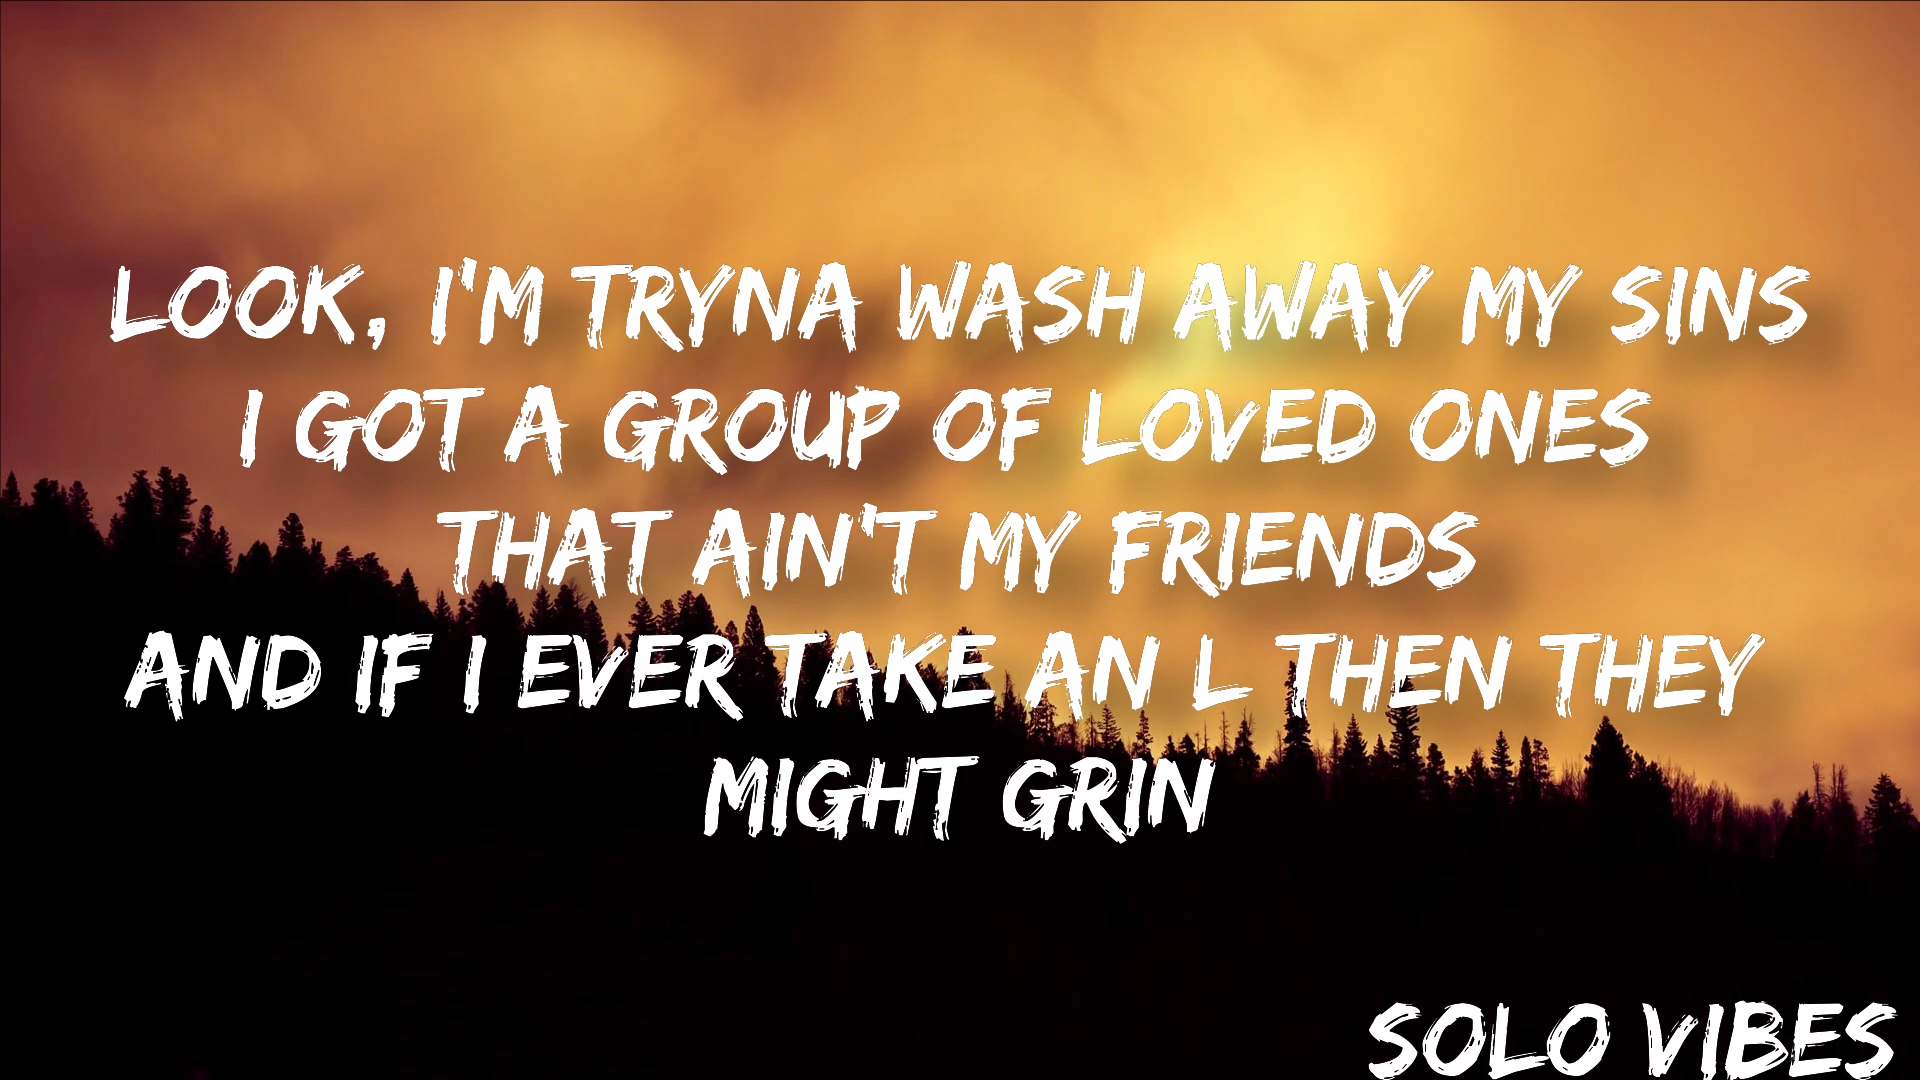 LOOK, I'M TRYNA WASH AWAY MY SINS
I GOT A GROUP OF LOVED ONES
THAT AIN'T MY FRIENDS
AND IF I EVER TAKE AN L THEN THEY
MIGHT GRIN
SOLO VIBES